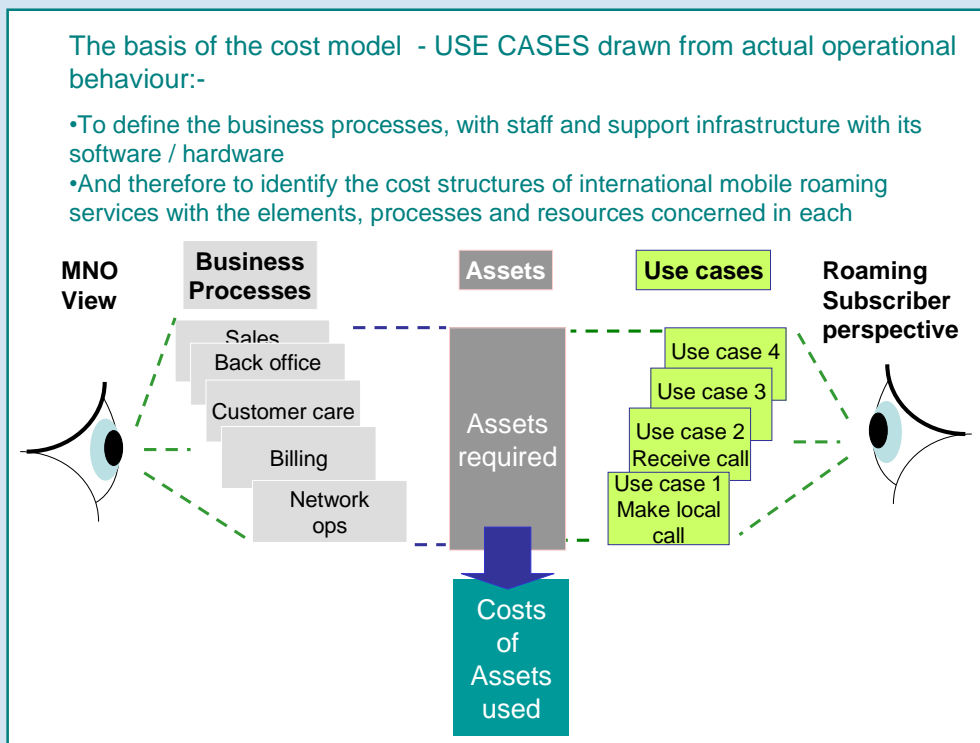 The basis of the cost model - USE CASES drawn from actual operational
behaviour:-
•To define the business processes, with staff and support infrastructure with its
software / hardware
•And therefore to identify the cost structures of international mobile roaming
services with the elements, processes and resources concerned in each
MNO
View
Business
Processes
Assets
Use cases
Roaming
Subscriber
perspective
Sales
Back office
Customer care
Billing
Network
ops
Assets
required
Use case 4
Use case 3
Use case 2
Receive call
Use case 1
Make local
call
Costs
of
Assets
used